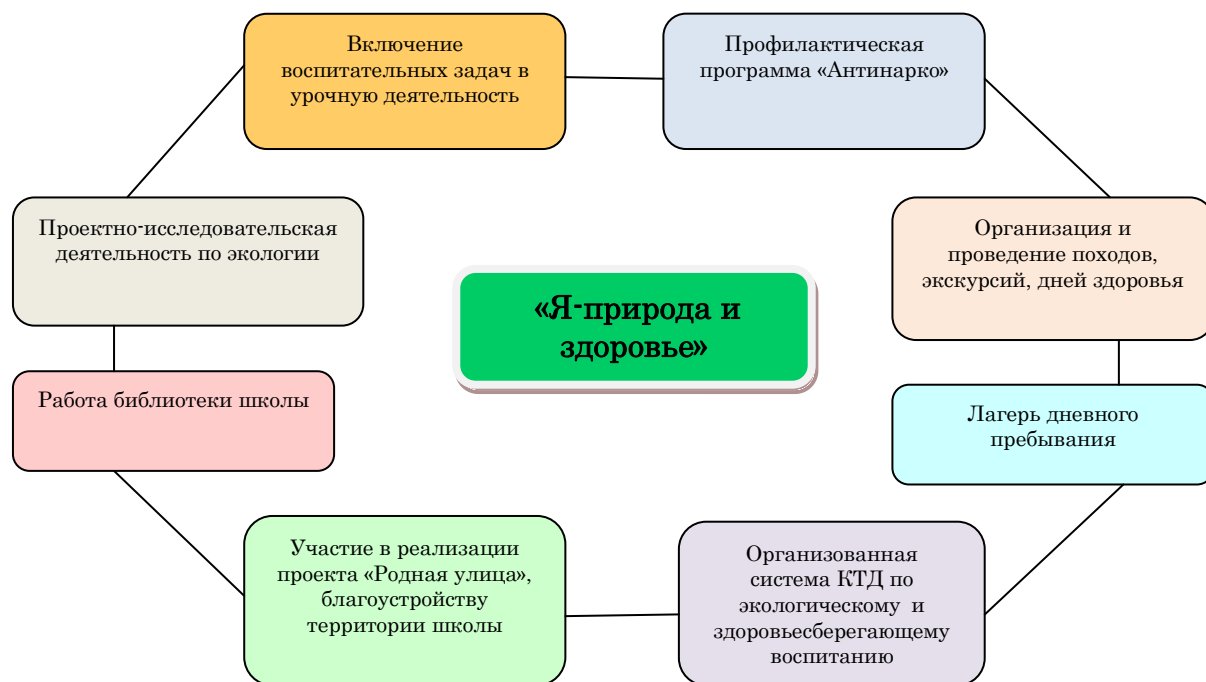 Включение
воспитательных задач в
урочную деятельность
Профилактическая
программа «Антинарко»
Проектно-исследовательская
деятельность по экологии
Организация и
проведение походов,
экскурсий, дней здоровья
«Я-природа и
здоровье»
Работа библиотеки школы
Лагерь дневного
пребывания
Участие в реализации
проекта «Родная улица»,
благоустройству
территории школы
Организованная
система КТД по
экологическому и
здоровьесберегающему
воспитанию